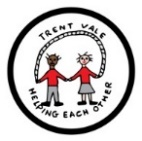 TRENT VALE
HELPING EACH OTHER